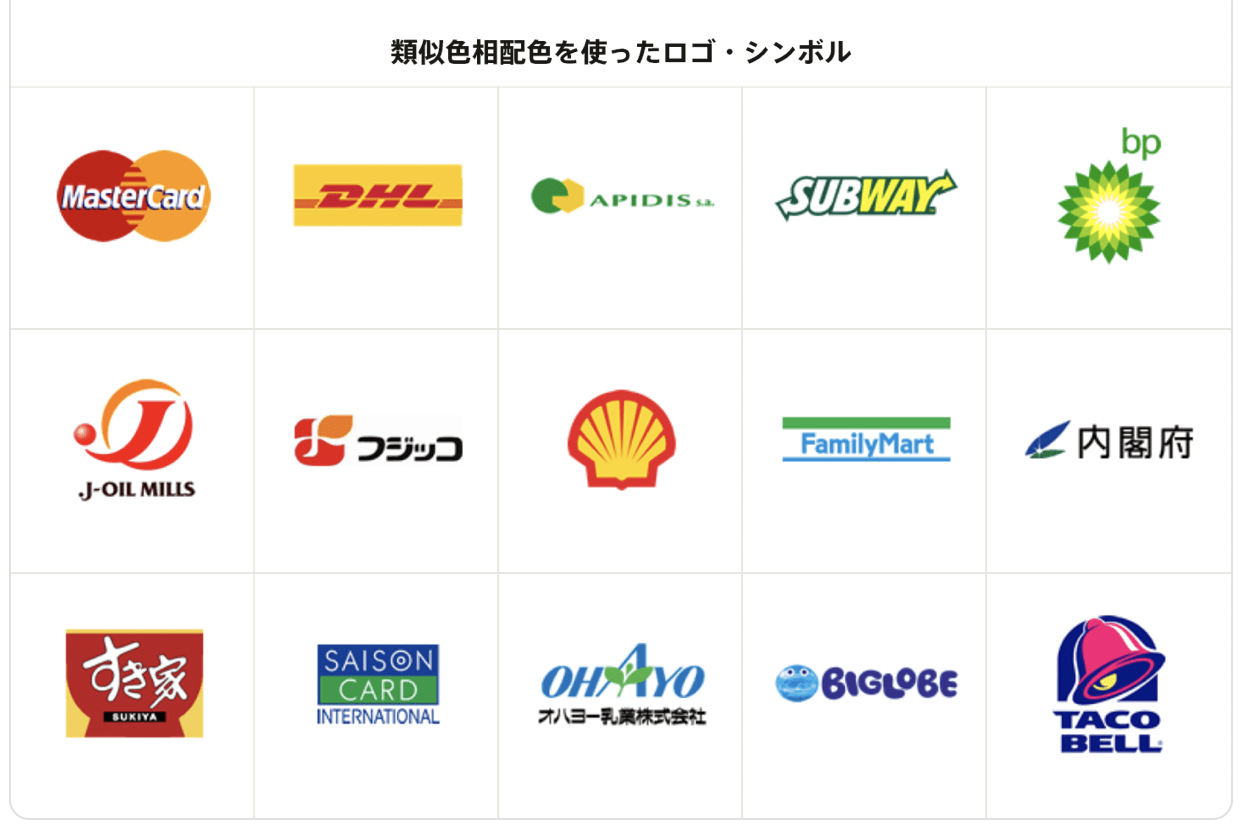 類似色相配色を使ったロゴ・シンボル
MasterCard
DHL
APIDIS s.a.
SUBWAY
bp
J-OIL MILLS
フジッコ
FamilyMart
内閣府
すき家
SUKIYA
SAISON
CARD
INTERNATIONAL
OHAYO
オハヨー乳業株式会社
BIGLOBE
TACO
BELL